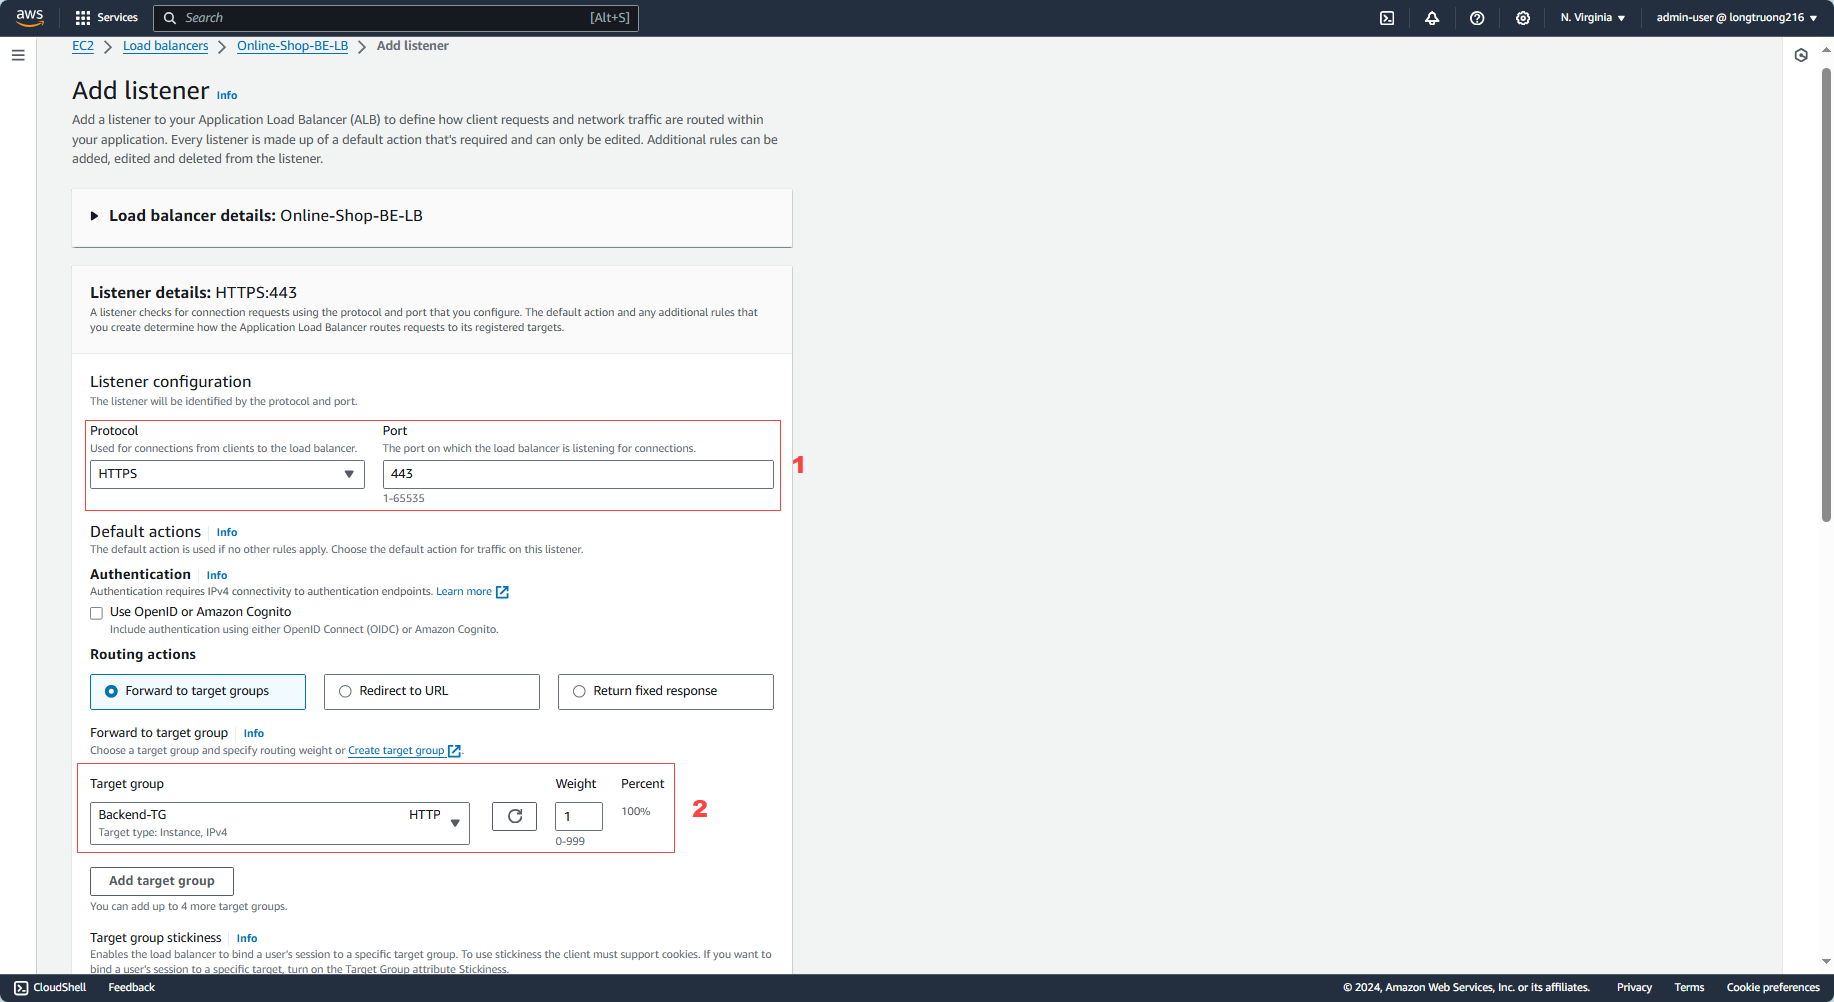 aws Services Search [Alt+S] N. Virginia admin-user @ longtruong216
EC2 Load balancers Online-Shop-BE-LB Add listener
Add listener Info
Add a listener to your Application Load Balancer (ALB) to define how client requests and network traffic are routed within
your application. Every listener is made up of a default action that's required and can only be edited. Additional rules can be
added, edited and deleted from the listener.
Load balancer details: Online-Shop-BE-LB
Listener details: HTTPS:443
A listener checks for connection requests using the protocol and port that you configure. The default action and any additional rules that
you create determine how the Application Load Balancer routes requests to its registered targets.
Listener configuration
The listener will be identified by the protocol and port.
Protocol Port
Used for connections from clients to the load balancer. The port on which the load balancer is listening for connections.
HTTPS 443
1
1-65535
Default actions Info
The default action is used if no other rules apply. Choose the default action for traffic on this listener.
Authentication Info
Authentication requires IPv4 connectivity to authentication endpoints. Learn more
Use OpenID or Amazon Cognito
Include authentication using either OpenID Connect (OIDC) or Amazon Cognito.
Routing actions
Forward to target groups Redirect to URL Return fixed response
Forward to target group Info
Choose a target group and specify routing weight or Create target group.
Target group Weight Percent
Backend-TG HTTP 1 100%
2
Target type: Instance, IPv4
0-999
Add target group
You can add up to 4 more target groups.
Target group stickiness Info
Enables the load balancer to bind a user's session to a specific target group. To use stickiness the client must support cookies. If you want to
bind a user's session to a specific target, turn on the Target Group attribute Stickiness.
CloudShell Feedback © 2024, Amazon Web Services, Inc. or its affiliates. Privacy Terms Cookie preferences